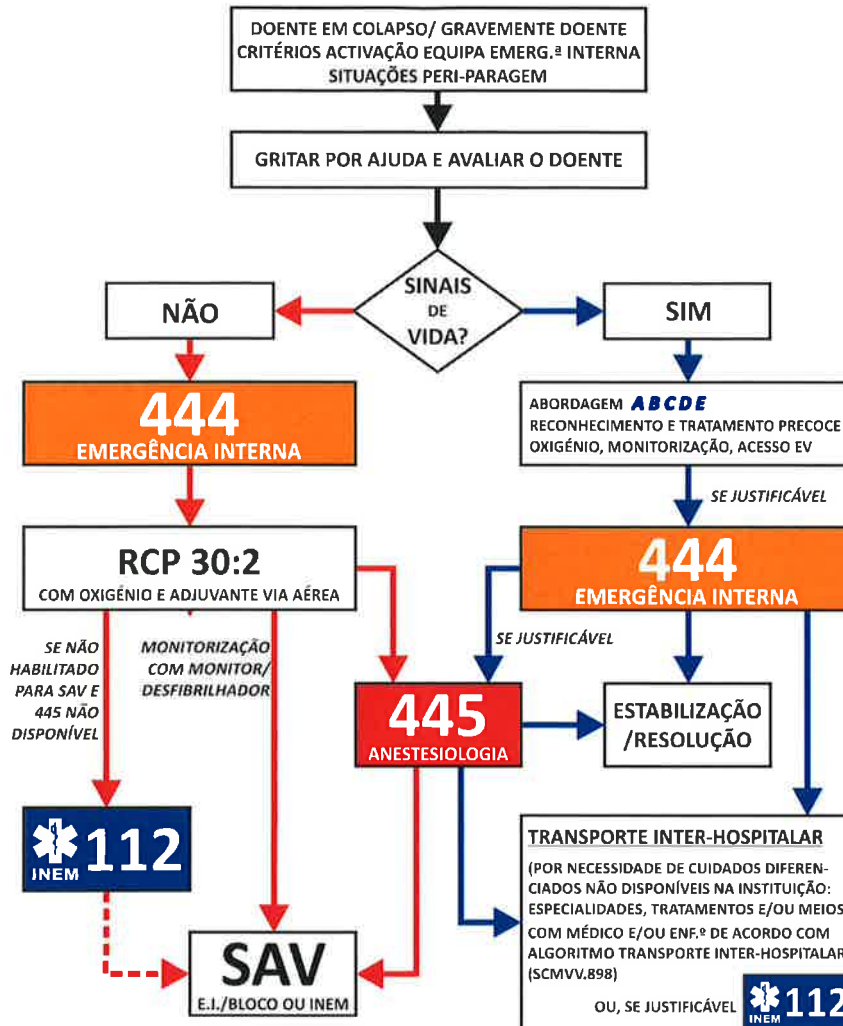 DOENTE EM COLAPSO/ GRAVEMENTE DOENTE
CRITÉRIOS ACTIVAÇÃO EQUIPA EMERG.ª INTERNA
SITUAÇÕES PERI-PARAGEM
GRITAR POR AJUDA E AVALIAR O DOENTE
SINAIS
DE
VIDA?
NÃO
SIM
444
EMERGÊNCIA INTERNA
ABORDAGEM ABCDE
RECONHECIMENTO E TRATAMENTO PRECOCE
OXIGÉNIO, MONITORIZAÇÃO, ACESSO EV
SE JUSTIFICÁVEL
RCP 30:2
COM OXIGÉNIO E ADJUVANTE VIA AÉREA
444
EMERGÊNCIA INTERNA
SE NÃO
HABILITADO
PARA SAV E
445 NÃO
DISPONÍVEL
MONITORIZAÇÃO
COM MONITOR/
DESFIBRILHADOR
SE JUSTIFICÁVEL
445
ANESTESIOLOGIA
ESTABILIZAÇÃO
/RESOLUÇÃO
INEM 112
TRANSPORTE INTER-HOSPITALAR
(POR NECESSIDADE DE CUIDADOS DIFEREN-
CIADOS NÃO DISPONÍVEIS NA INSTITUIÇÃO:
ESPECIALIDADES, TRATAMENTOS E/OU MEIOS
COM MÉDICO E/OU ENF.º DE ACORDO COM
ALGORITMO TRANSPORTE INTER-HOSPITALAR
(SCMVV.898)
OU, SE JUSTIFICÁVEL INEM 112
SAV
E.I./BLOCO OU INEM